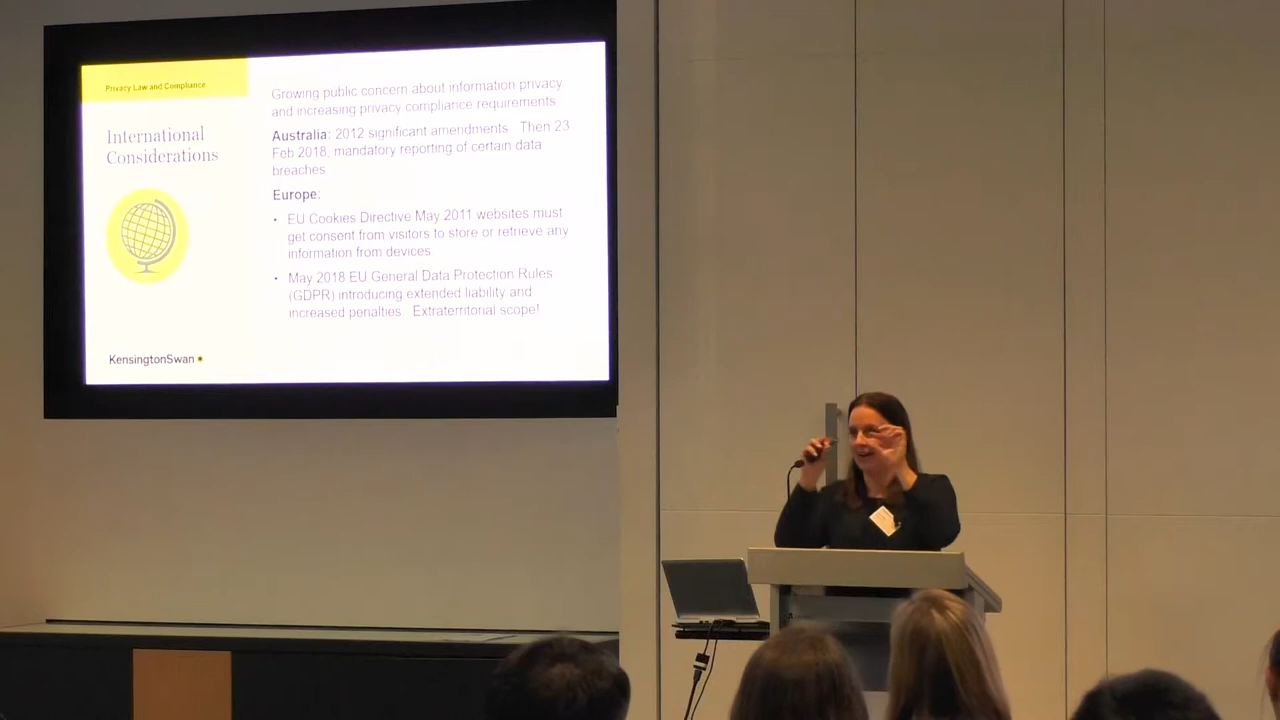 Privacy Law and Compliance
International
Considerations
KensingtonSwan
Growing public concern about information privacy
and increasing privacy compliance requirements
Australia: 2012 significant amendments Then 23
Feb 2018, mandatory reporting of certain data
breaches
Europe:
• EU Cookies Directive May 2011 websites must
get consent from visitors to store or retrieve any
information from devices
• May 2018 EU General Data Protection Rules
(GDPR) introducing extended liability and
increased penalties Extraterritorial scope!